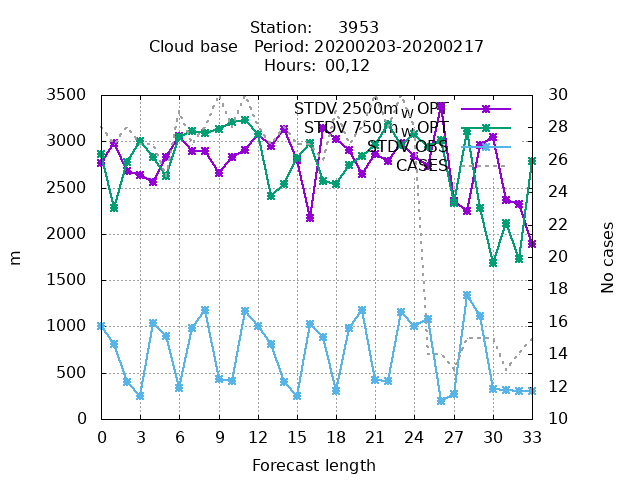 Station: 3953
Cloud base Period: 20200203-20200217
Hours: 00,12
STDV 2500m W OPT
STDV 750m W OPT
STDV OBS
CASES
3500
3000
2500
2000
1500
1000
500
0
30
28
26
24
22
20
18
16
14
12
10
m
No cases
0 3 6 9 12 15 18 21 24 27 30 33
Forecast length